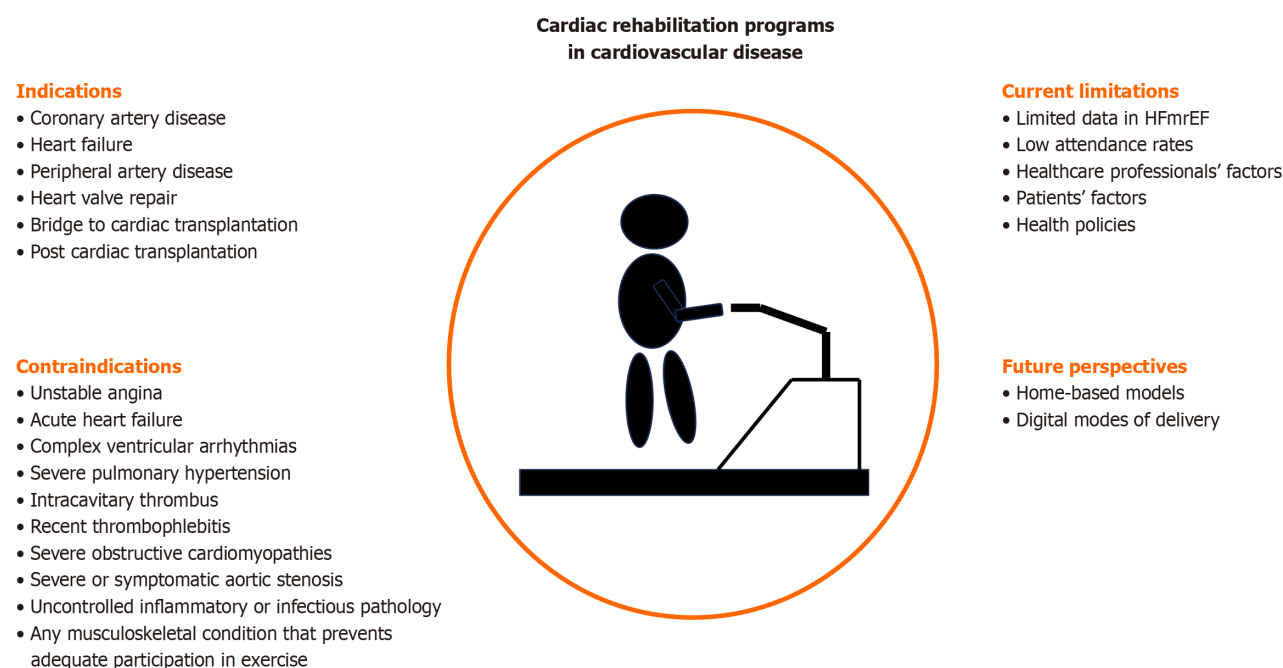 Cardiac rehabilitation programs
in cardiovascular disease
Indications
• Coronary artery disease
• Heart failure
• Peripheral artery disease
• Heart valve repair
• Bridge to cardiac transplantation
• Post cardiac transplantation
Contraindications
• Unstable angina
• Acute heart failure
• Complex ventricular arrhythmias
• Severe pulmonary hypertension
• Intracavitary thrombus
• Recent thrombophlebitis
• Severe obstructive cardiomyopathies
• Severe or symptomatic aortic stenosis
• Uncontrolled inflammatory or infectious pathology
• Any musculoskeletal condition that prevents
adequate participation in exercise
Current limitations
• Limited data in HFmrEF
• Low attendance rates
• Healthcare professionals’ factors
• Patients’ factors
• Health policies
Future perspectives
• Home-based models
• Digital modes of delivery